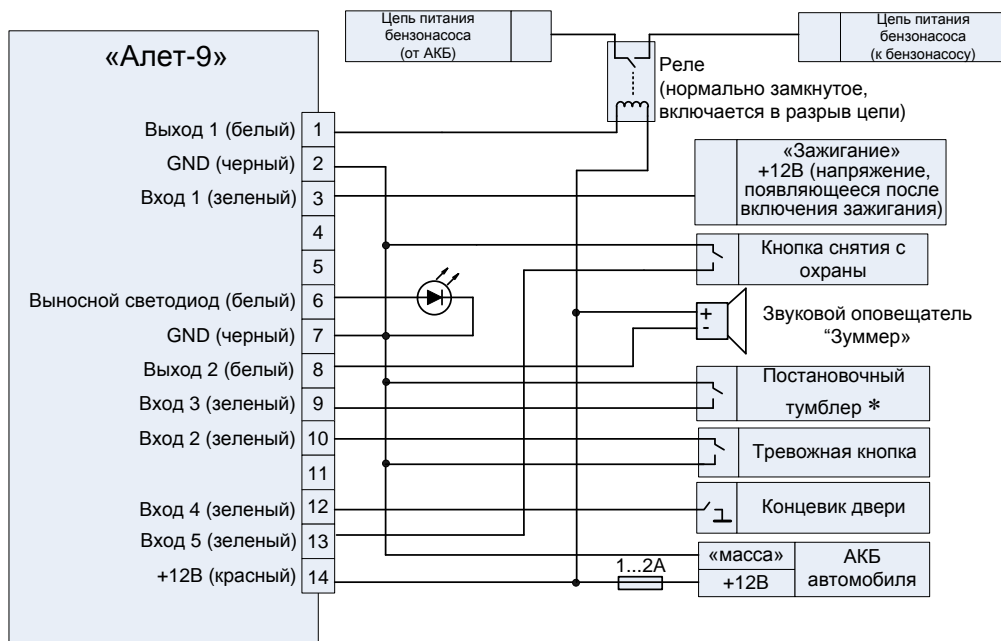 Цепь питания
бензонасоса
(от АКБ)
Цепь питания
бензонасоса
(к бензонасосу)
«Алет-9»
Реле
(нормально замкнутое,
включается в разрыв цепи)
Выход 1 (белый) 1
GND (черный) 2
Вход 1 (зеленый) 3
4
5
Выносной светодиод (белый) 6
GND (черный) 7
Выход 2 (белый) 8
Вход 3 (зеленый) 9
Вход 2 (зеленый) 10
11
Вход 4 (зеленый) 12
Вход 5 (зеленый) 13
+12В (красный) 14
«Зажигание»
+12В (напряжение,
появляющееся после
включения зажигания)
Кнопка снятия с
охраны
+
-
Звуковой оповещатель
“Зуммер»
Постановочный
тумблер *
Тревожная кнопка
Концевик двери
1...2А
«масса»
+12В
АКБ
автомобиля